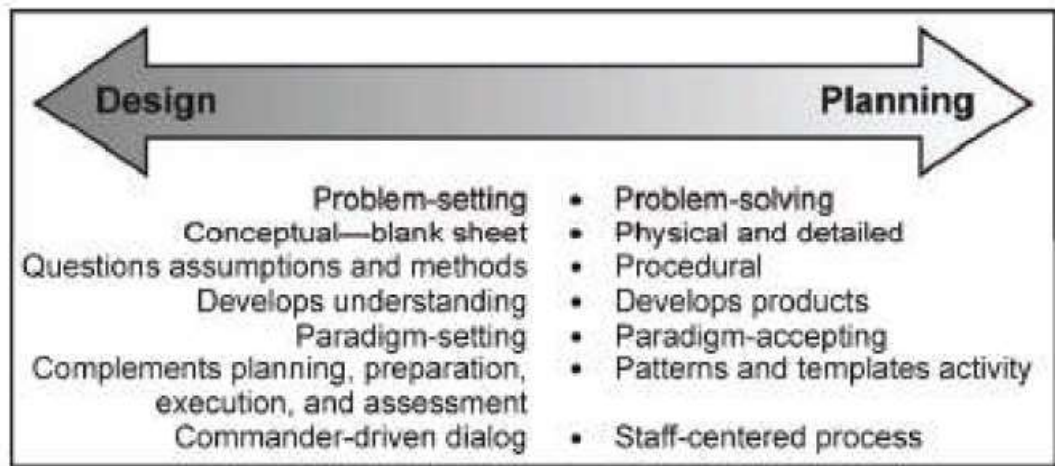 Design Planning
Problem-setting • Problem-solving
Conceptual—blank sheet • Physical and detailed
Questions assumptions and methods • Procedural
Develops understanding • Develops products
Paradigm-setting • Paradigm-accepting
Complements planning, preparation, • Patterns and templates activity
execution, and assessment
Commander-driven dialog • Staff-centered process